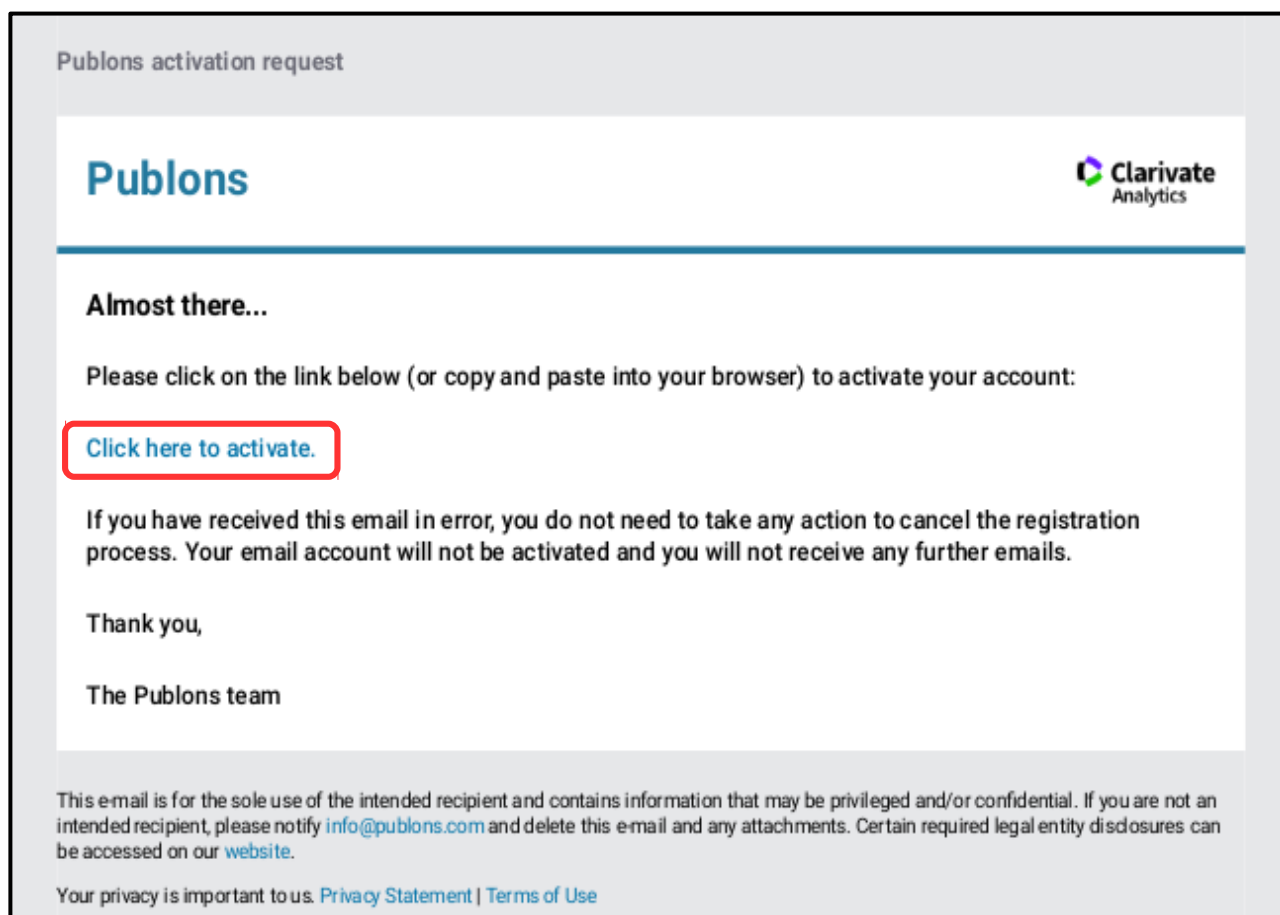 Publons activation request
Publons
Clarivate
Analytics
Almost there...
Please click on the link below (or copy and paste into your browser) to activate your account:
Click here to activate.
If you have received this email in error, you do not need to take any action to cancel the registration
process. Your email account will not be activated and you will not receive any further emails.
Thank you,
The Publons team
This e-mail is for the sole use of the intended recipient and contains information that may be privileged and/or confidential. If you are not an
intended recipient, please notify info@publons.com and delete this e-mail and any attachments. Certain required legal entity disclosures can
be accessed on our website.
Your privacy is important to us. Privacy Statement | Terms of Use